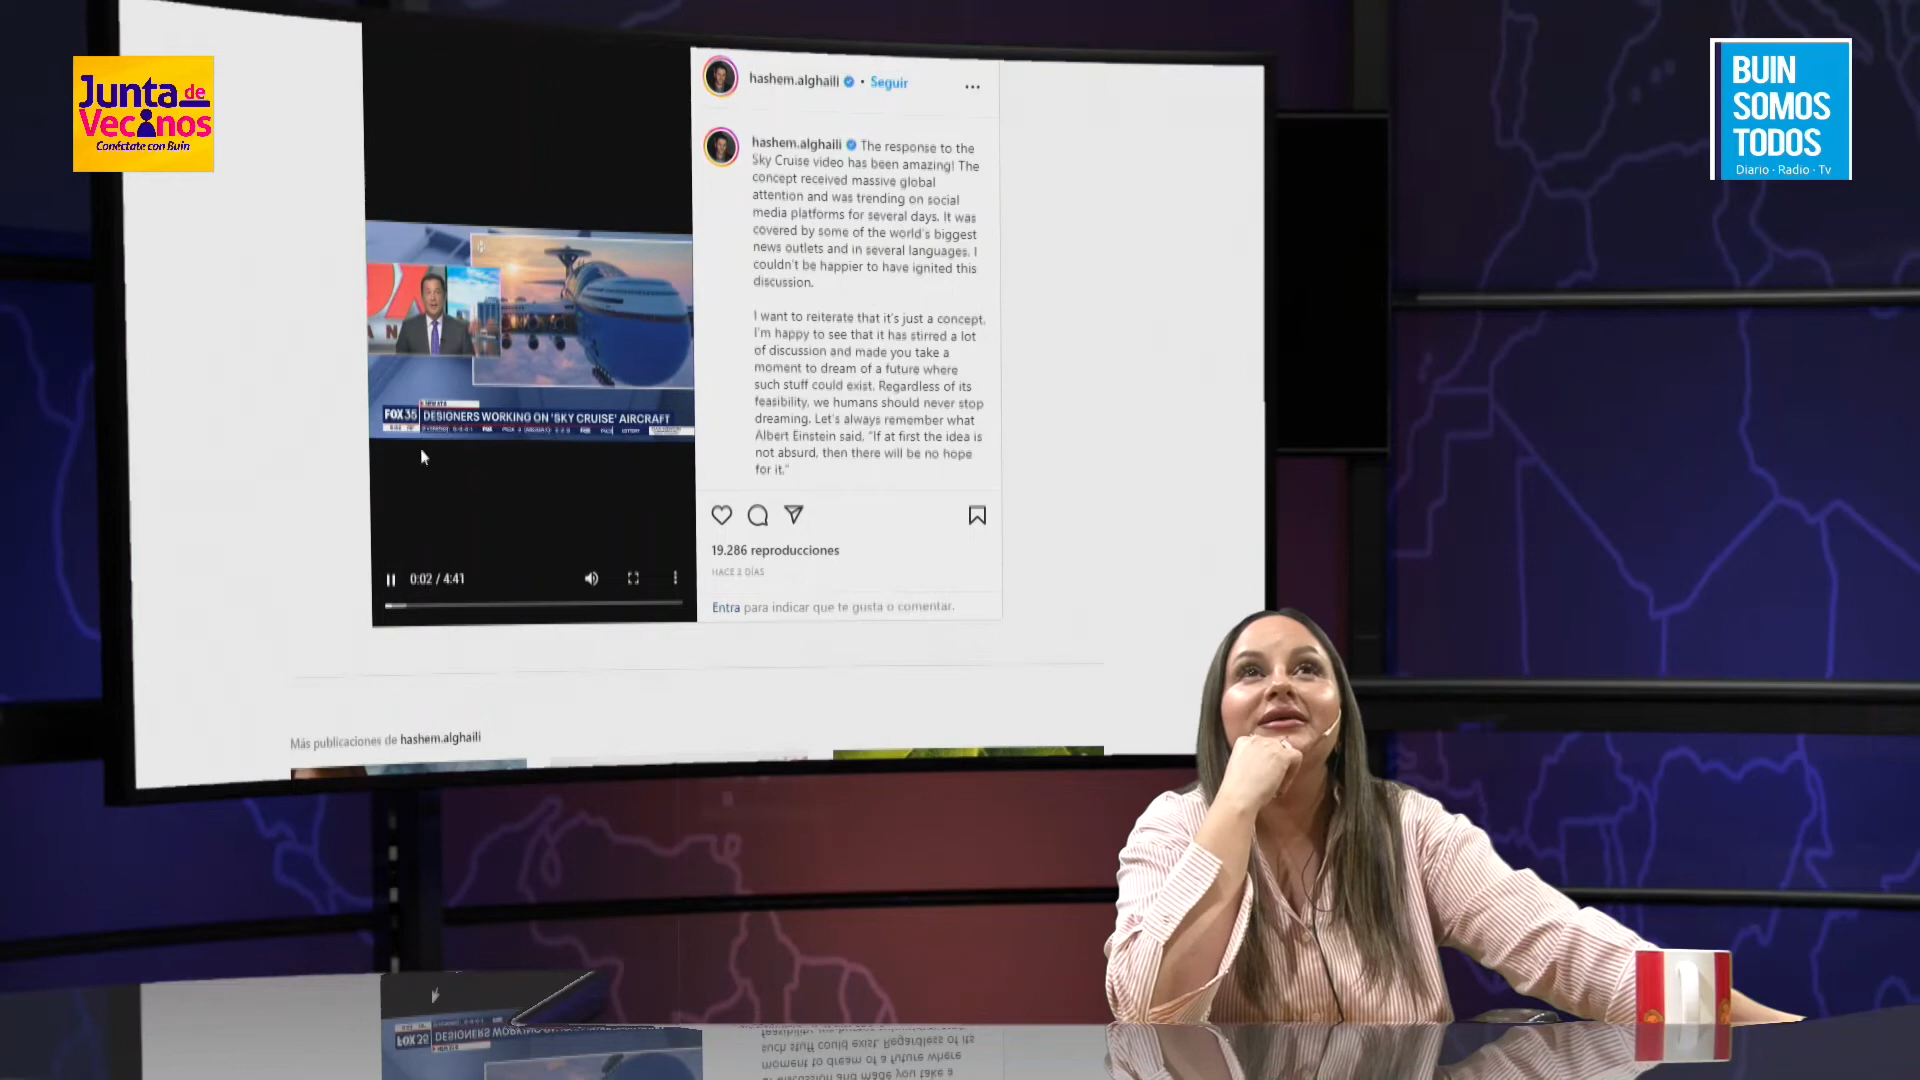 Junta de
Vecinos
Conéctate con Buin
BUIN
SOMOS
TODOS
Diario · Radio · Tv
hashem.alghaili • Seguir
hashem.alghaili The response to the
Sky Cruise video has been amazing! The
concept received massive global
attention and was trending on social
media platforms for several days. It was
covered by some of the world's biggest
news outlets and in several languages. I
couldn't be happier to have ignited this
discussion.
I want to reiterate that it's just a concept.
I'm happy to see that it has stirred a lot
of discussion and made you take a
moment to dream of a future where
such stuff could exist. Regardless of its
feasibility, we humans should never stop
dreaming. Let's always remember what
Albert Einstein said, "If at first the idea is
not absurd, then there will be no hope
for it."
FOX 35
DESIGNERS WORKING ON 'SKY CRUISE' AIRCRAFT
0:02 / 4:41
19.286 reproducciones
HACE 2 DÍAS
Entra para indicar que te gusta o comentar.
Más publicaciones de hashem.alghaili